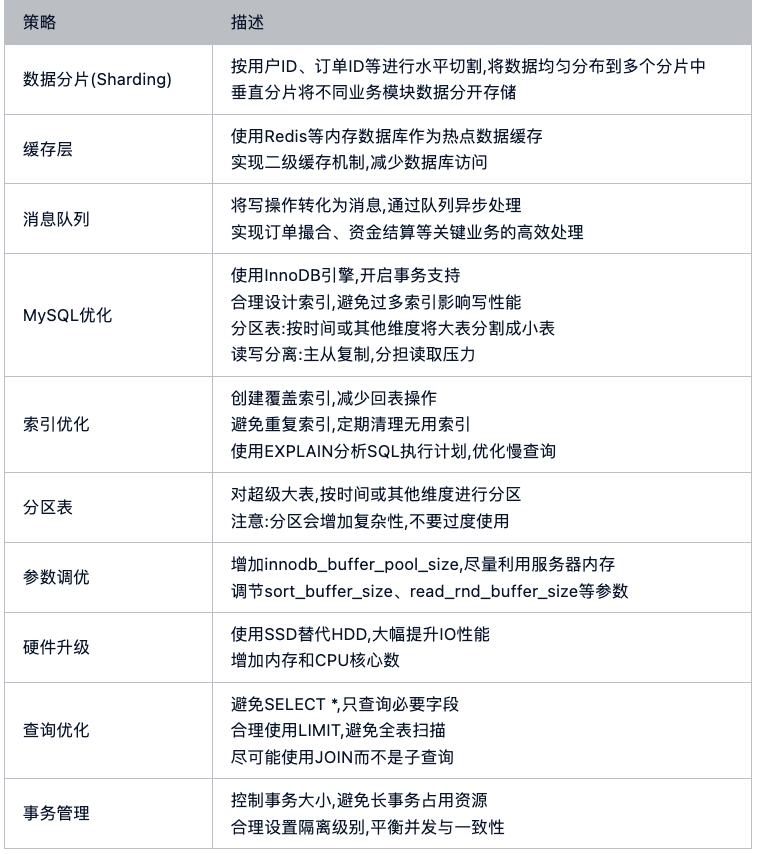 策略 描述
数据分片(Sharding)
按用户ID、订单ID等进行水平切割,将数据均匀分布到多个分片中
垂直分片将不同业务模块数据分开存储
缓存层
使用Redis等内存数据库作为热点数据缓存
实现二级缓存机制,减少数据库访问
消息队列
将写操作转化为消息,通过队列异步处理
实现订单撮合、资金结算等关键业务的高效处理
MySQL优化
使用InnoDB引擎,开启事务支持
合理设计索引,避免过多索引影响写性能
分区表:按时间或其他维度将大表分割成小表
读写分离:主从复制,分担读取压力
索引优化
创建覆盖索引,减少回表操作
避免重复索引,定期清理无用索引
使用EXPLAIN分析SQL执行计划,优化慢查询
分区表
对超级大表,按时间或其他维度进行分区
注意:分区会增加复杂性,不要过度使用
参数调优
增加innodb_buffer_pool_size,尽量利用服务器内存
调节sort_buffer_size、read_rnd_buffer_size等参数
硬件升级
使用SSD替代HDD,大幅提升IO性能
增加内存和CPU核心数
查询优化
避免SELECT *,只查询必要字段
合理使用LIMIT,避免全表扫描
尽可能使用JOIN而不是子查询
事务管理
控制事务大小,避免长事务占用资源
合理设置隔离级别,平衡并发与一致性